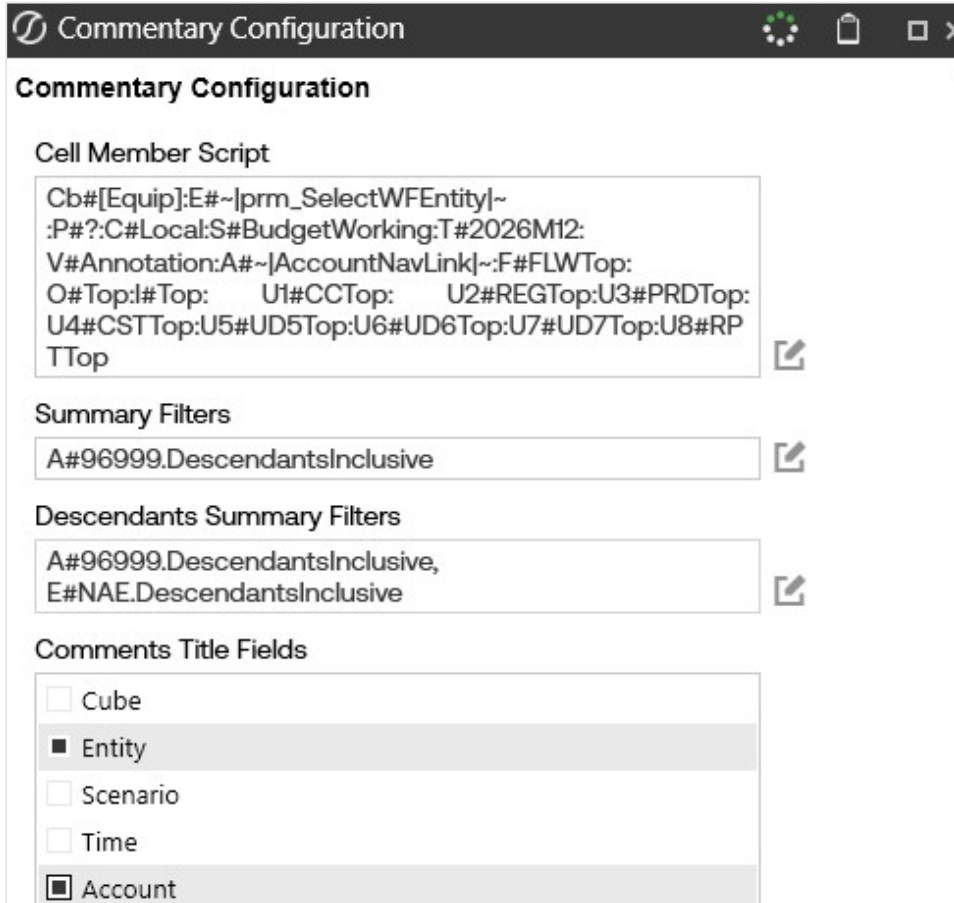 Commentary Configuration
Commentary Configuration
Cell Member Script
Cb#[Equip]:E#~|prm_SelectWFEntity|~
:P#?:C#Local:S#BudgetWorking:T#2026M12:
V#Annotation:A#~|AccountNavLink|~:F#FLWTop:
O#Top:I#Top: U1#CCTop: U2#REGTop:U3#PRDTop:
U4#CSTTop:U5#UD5Top:U6#UD6Top:U7#UD7Top:U8#RP
TTop
Summary Filters
A#96999.DescendantsInclusive
Descendants Summary Filters
A#96999.DescendantsInclusive,
E#NAE.DescendantsInclusive
Comments Title Fields
Cube
Entity
Scenario
Time
Account